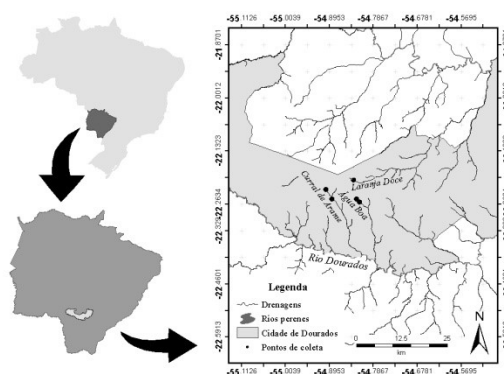 -55.1126 -55.0039 -54.8953 -54.7867 -54.6781 -54.5695
-21.8701
-22.0012
-22.1323
-22.2634
-22.329
-22.4601
-22.5913
Laranja Doce
Curral de Arame
Água Boa
Rio Dourados
Legenda
Drenagens
Rios perenes
Cidade de Dourados
Pontos de coleta
0 12.5 25
km
N
-55.1126 -55.0039 -54.8953 -54.7867 -54.6781 -54.5695